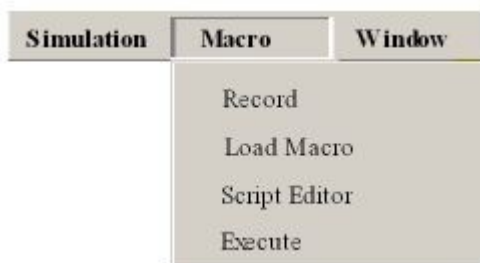 Simulation Macro Window
Record
Load Macro
Script Editor
Execute